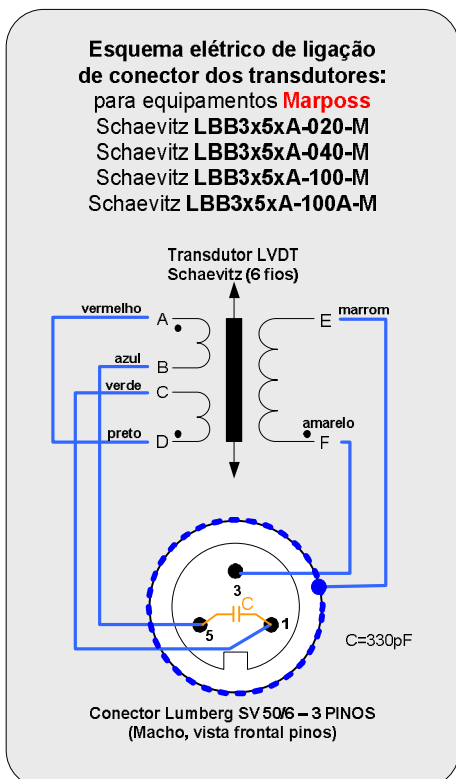 Esquema elétrico de ligação
de conector dos transdutores:
para equipamentos Marposs
Schaevitz LBB3x5xA-020-M
Schaevitz LBB3x5xA-040-M
Schaevitz LBB3x5xA-100-M
Schaevitz LBB3x5xA-100A-M
Transdutor LVDT
Schaevitz (6 fios)
vermelho A
E marrom
azul B
verde C
preto D
amarelo F
3
C
5
1
C=330pF
Conector Lumberg SV 50/6 – 3 PINOS
(Macho, vista frontal pinos)